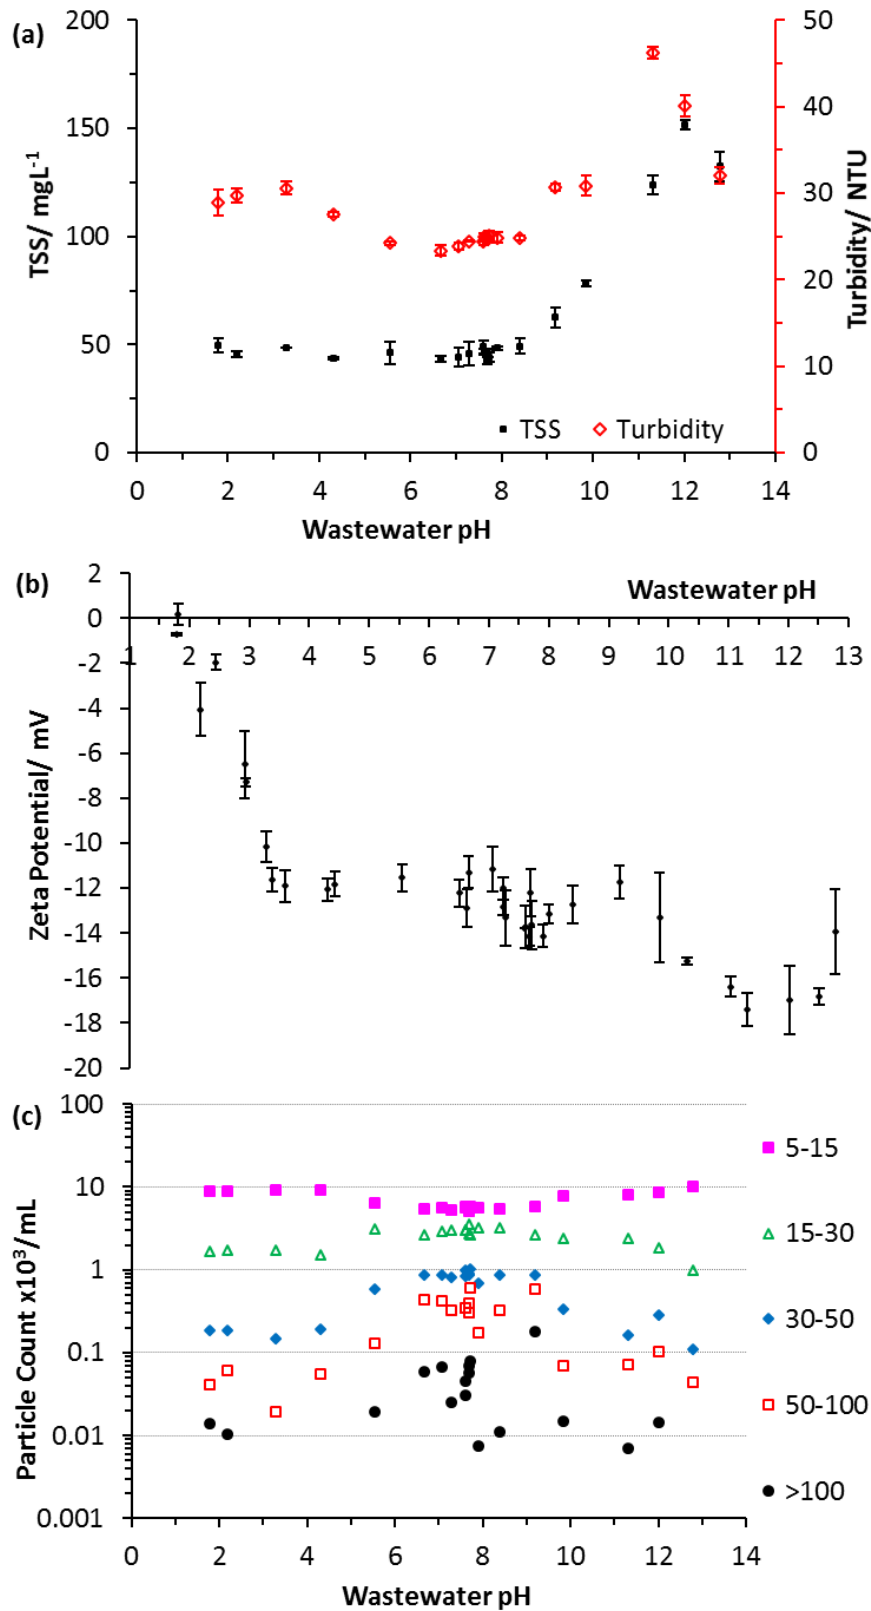 (a)
200
150
100
50
0
TSS/ mgL-1
50
40
30
20
10
0
Turbidity/ NTU
TSS
Turbidity
0 2 4 6 8 10 12 14
Wastewater pH
(b)
Wastewater pH
2
0
-2
-4
-6
-8
-10
-12
-14
-16
-18
-20
Zeta Potential/ mV
1 2 3 4 5 6 7 8 9 10 11 12 13
(c)
100
10
1
0.1
0.01
0.001
Particle Count x10³/mL
5-15
15-30
30-50
50-100
>100
0 2 4 6 8 10 12 14
Wastewater pH